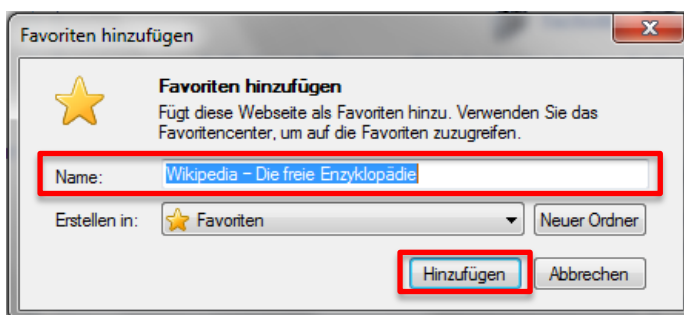 Favoriten hinzufügen
Favoriten hinzufügen
Fügt diese Webseite als Favoriten hinzu. Verwenden Sie das
Favoritencenter, um auf die Favoriten zuzugreifen.
Name: Wikipedia – Die freie Enzyklopädie
Erstellen in: Favoriten Neuer Ordner
Hinzufügen Abbrechen